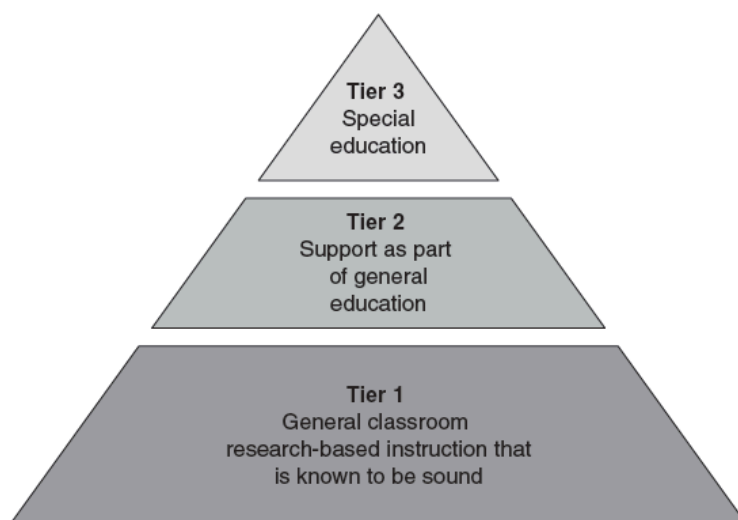 Tier 3
Special
education
Tier 2
Support as part
of general
education
Tier 1
General classroom
research-based instruction that
is known to be sound